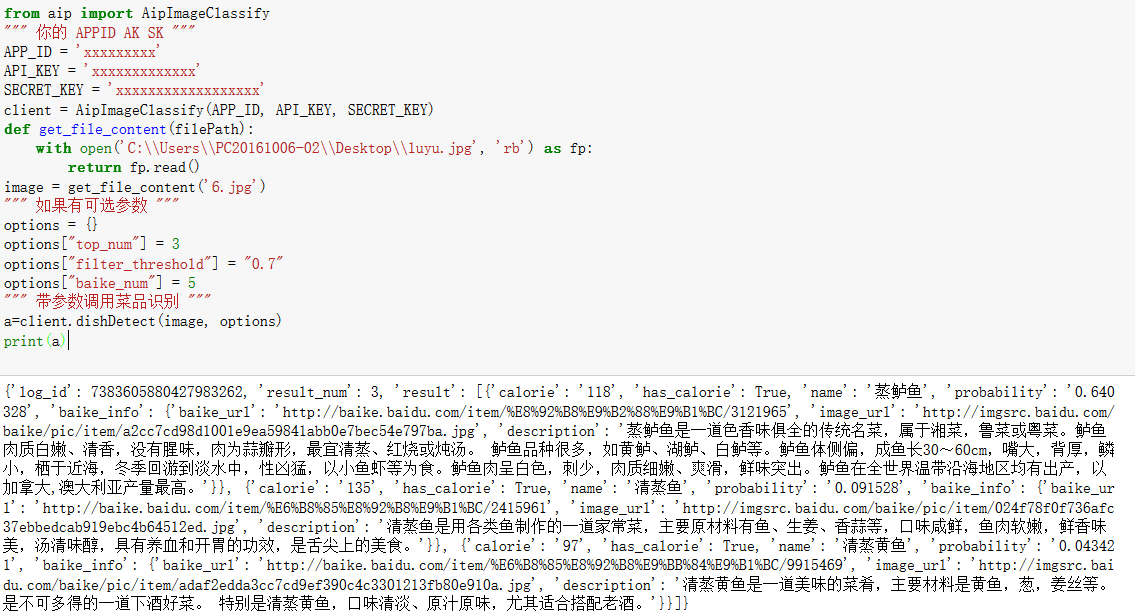 from aip import AipImageClassify
""" 你的 APPID AK SK """
APP_ID = 'xxxxxxxxx'
API_KEY = 'xxxxxxxxxxxxx'
SECRET_KEY = 'xxxxxxxxxxxxxxxxxx'
client = AipImageClassify(APP_ID, API_KEY, SECRET_KEY)
def get_file_content(filePath):
    with open('C:\\Users\\PC20161006-02\\Desktop\\luyu.jpg', 'rb') as fp:
        return fp.read()
image = get_file_content('6.jpg')
""" 如果有可选参数 """
options = {}
options["top_num"] = 3
options["filter_threshold"] = "0.7"
options["baike_num"] = 5
""" 带参数调用菜品识别 """
a=client.dishDetect(image, options)
print(a)
{'log_id': 7383605880427983262, 'result_num': 3, 'result': [{'calorie': '118', 'has_calorie': True, 'name': '蒸鲈鱼', 'probability': '0.640
328', 'baike_info': {'baike_url': 'http://baike.baidu.com/item/%E8%92%B8%E9%B2%88%E9%B1%BC/3121965', 'image_url': 'http://imgsrc.baidu.com/
baike/pic/item/a2cc7cd98d1001e9ea59841abb0e7bec54e797ba.jpg', 'description': '蒸鲈鱼是一道色香味俱全的传统名菜，属于湘菜，鲁菜或粤菜。鲈鱼
肉质白嫩、清香，没有腥味，肉为蒜瓣形，最宜清蒸、红烧或炖汤。 鲈鱼品种很多，如黄鲈、湖鲈、白鲈等。鲈鱼体侧偏，成鱼长30～60cm，嘴大，背厚，鳞
小，栖于近海，冬季回游到淡水中，性凶猛，以小鱼虾等为食。鲈鱼肉呈白色，刺少，肉质细嫩、爽滑，鲜味突出。鲈鱼在全世界温带沿海地区均有出产，以
加拿大,澳大利亚产量最高。'}}, {'calorie': '135', 'has_calorie': True, 'name': '清蒸鱼', 'probability': '0.091528', 'baike_info': {'baike_ur
l': 'http://baike.baidu.com/item/%E6%B8%85%E8%92%B8%E9%B1%BC/2415961', 'image_url': 'http://imgsrc.baidu.com/baike/pic/item/024f78f0f736afc
37ebbedcab919ebc4b64512ed.jpg', 'description': '清蒸鱼是用各类鱼制作的一道家常菜，主要原材料有鱼、生姜、香蒜等，口味咸鲜，鱼肉软嫩，鲜香味
美，汤清味醇，具有养血和开胃的功效，是舌尖上的美食。'}}, {'calorie': '97', 'has_calorie': True, 'name': '清蒸黄鱼', 'probability': '0.04342
1', 'baike_info': {'baike_url': 'http://baike.baidu.com/item/%E6%B8%85%E8%92%B8%E9%BB%84%E9%B1%BC/9915469', 'image_url': 'http://imgsrc.bai
du.com/baike/pic/item/adaf2edda3cc7cd9ef390c4c3301213fb80e910a.jpg', 'description': '清蒸黄鱼是一道美味的菜肴，主要材料是黄鱼，葱，姜丝等。
是不可多得的一道下酒好菜。 特别是清蒸黄鱼，口味清淡、原汁原味，尤其适合搭配老酒。'}}]}